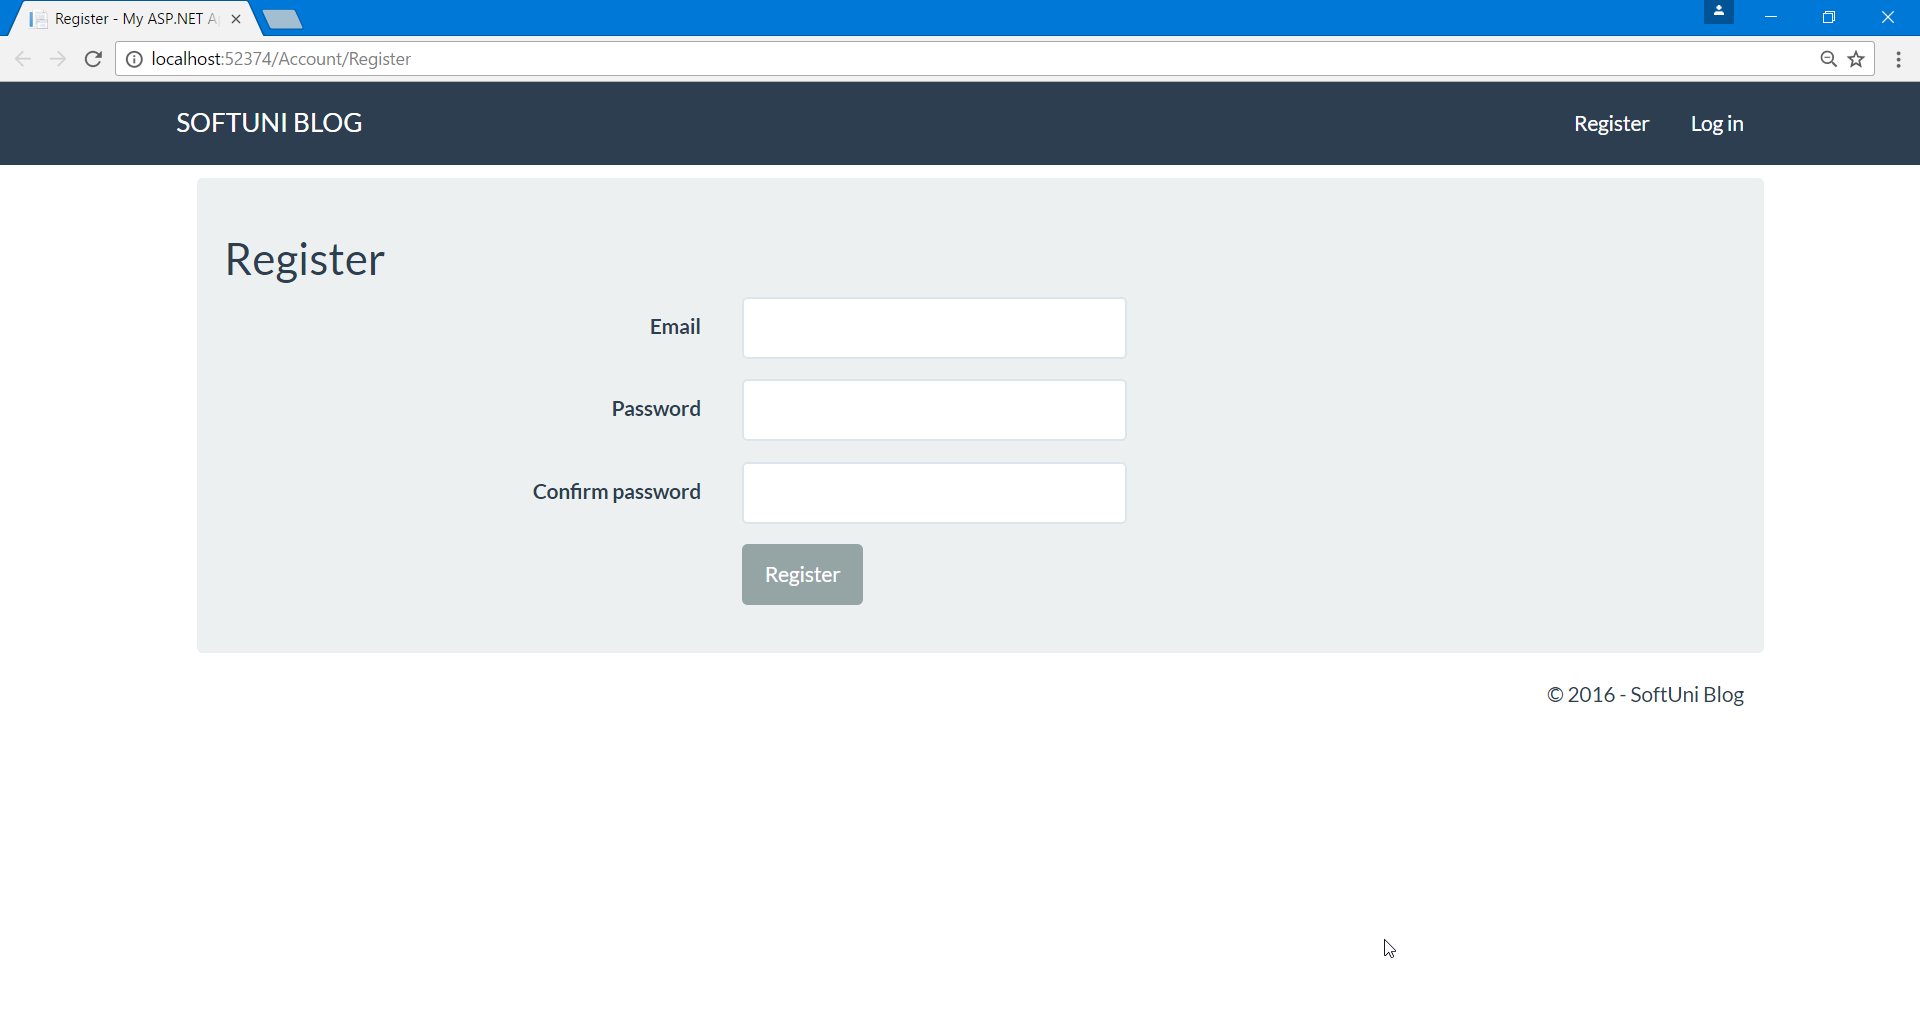 Register - My ASP.NET A
localhost:52374/Account/Register
SOFTUNI BLOG
Register
Log in
Register
Email
Password
Confirm password
Register
© 2016 - SoftUni Blog